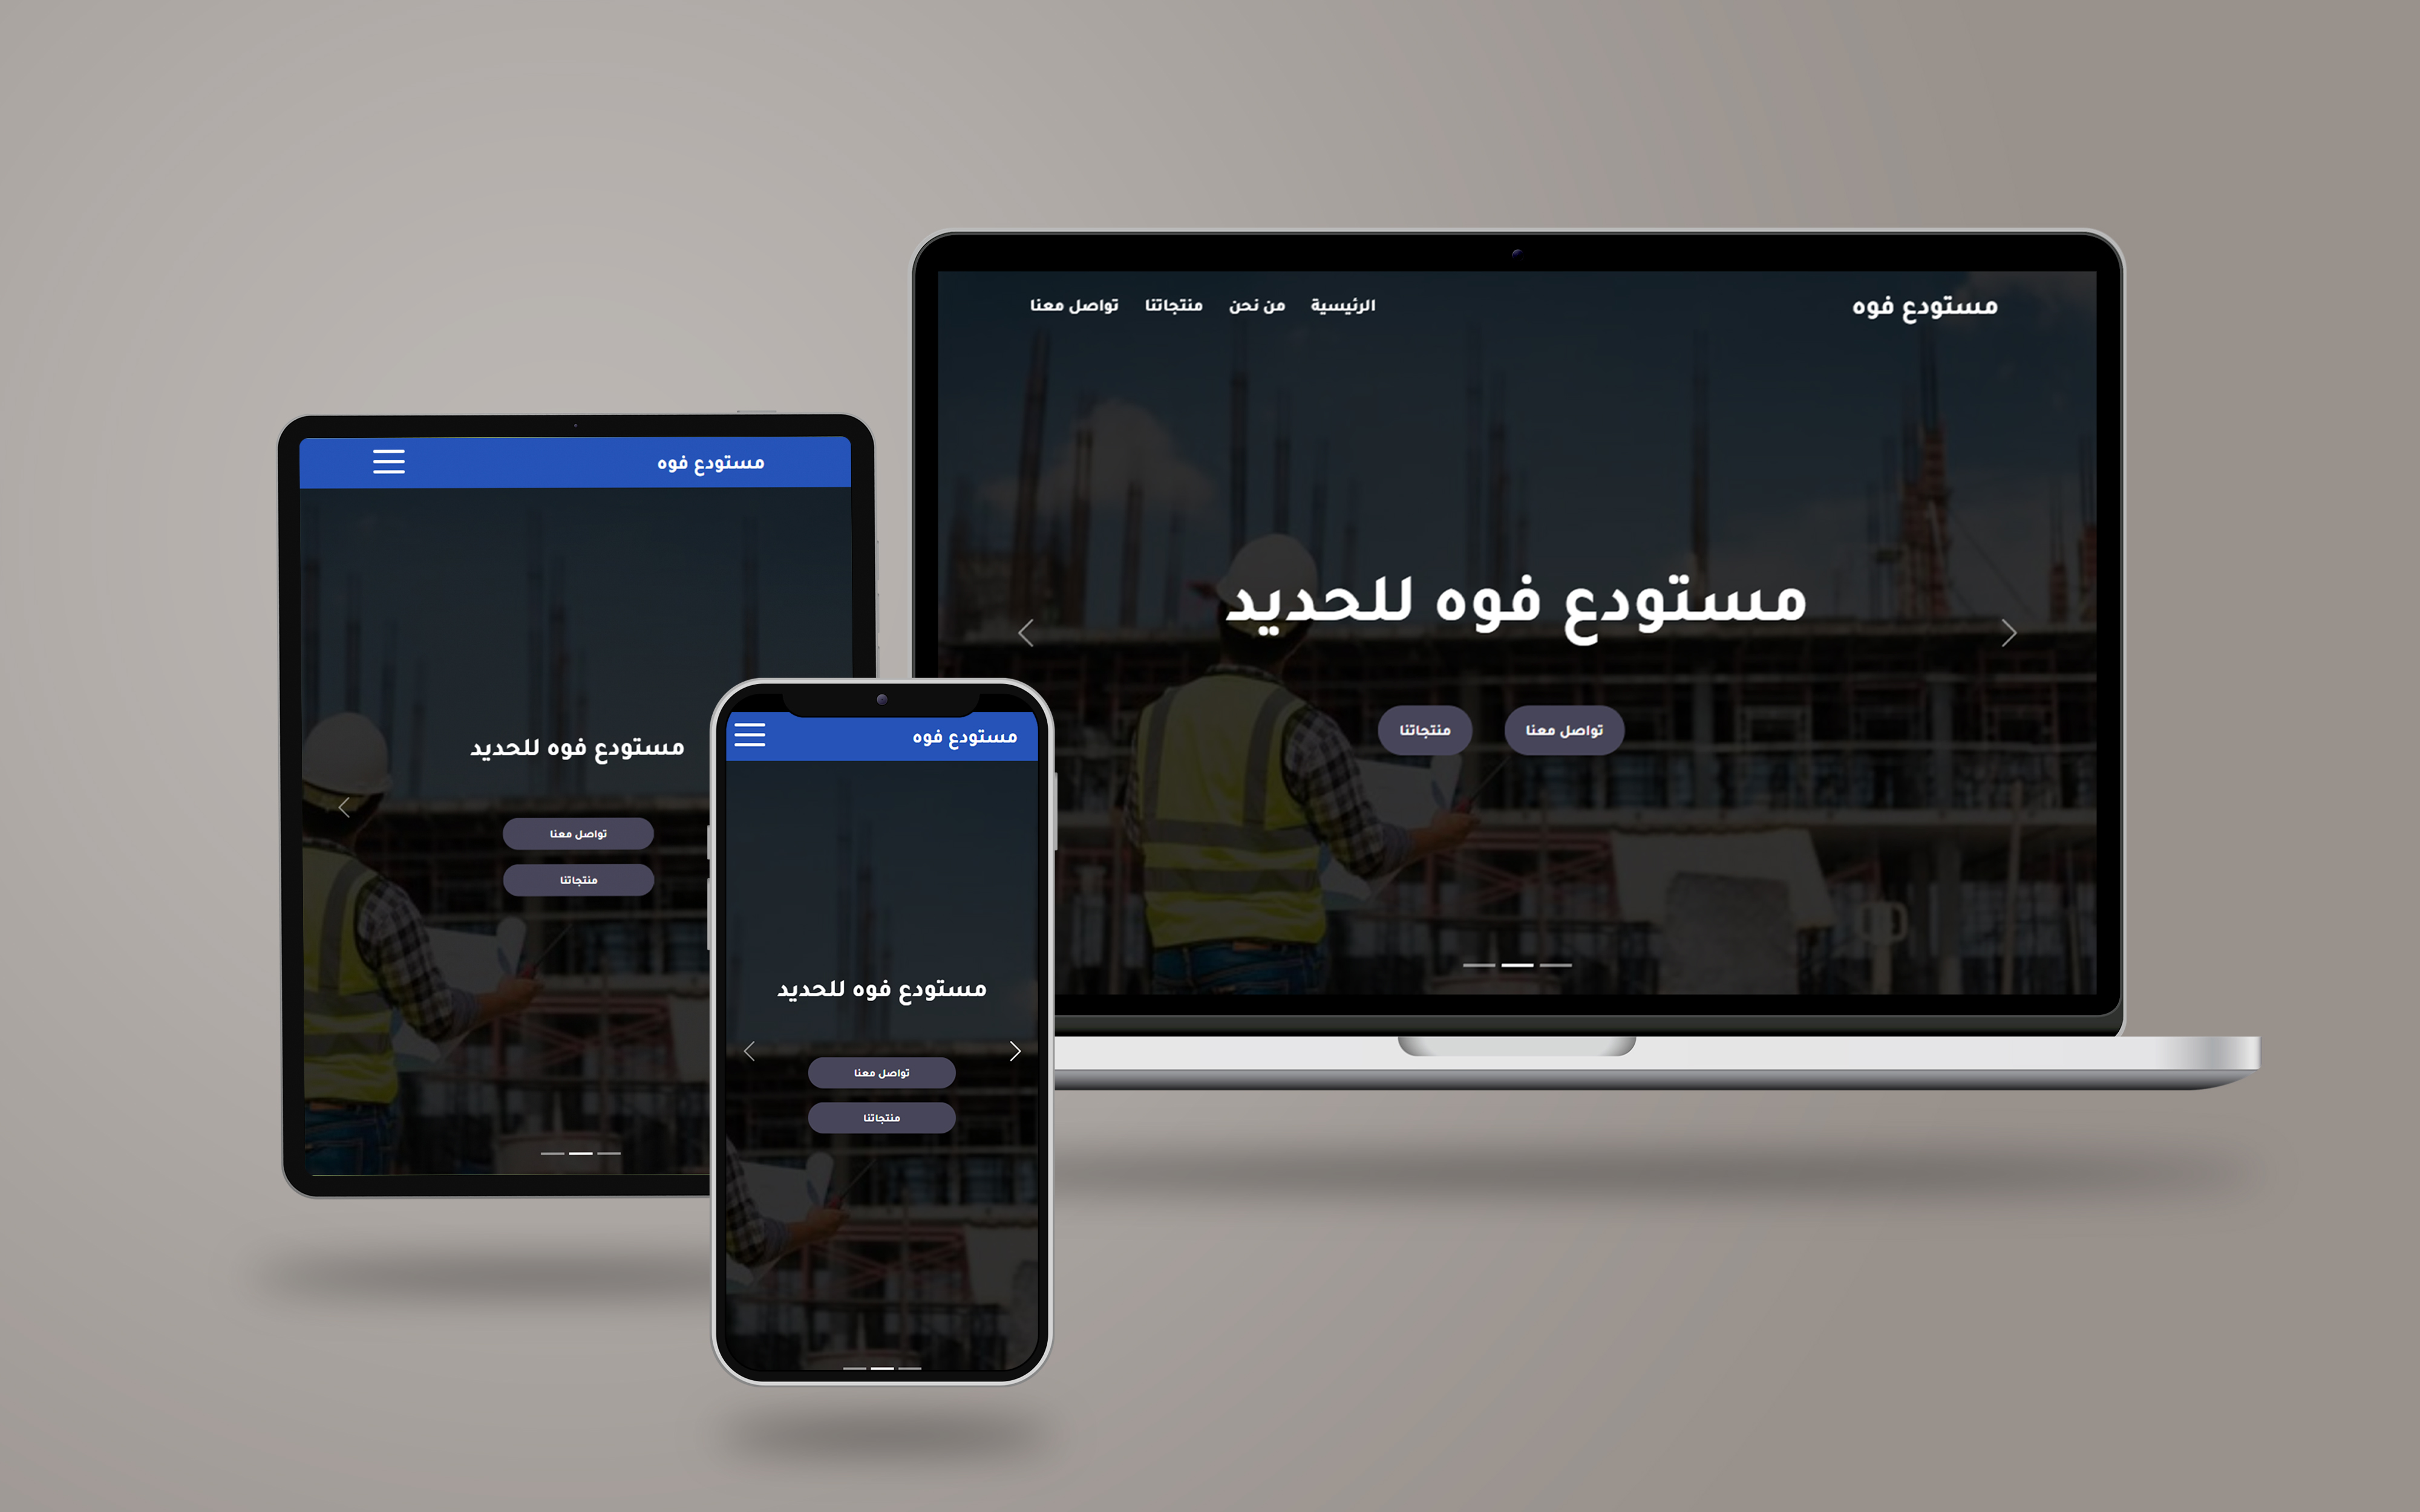 مستودع فوه
الرئيسية من نحن منتجاتنا تواصل معنا
مستودع فوه للحديد
تواصل معنا منتجاتنا
مستودع فوه
مستودع فوه للحديد
تواصل معنا
منتجاتنا
مستودع فوه
مستودع فوه للحديد
تواصل معنا
منتجاتنا